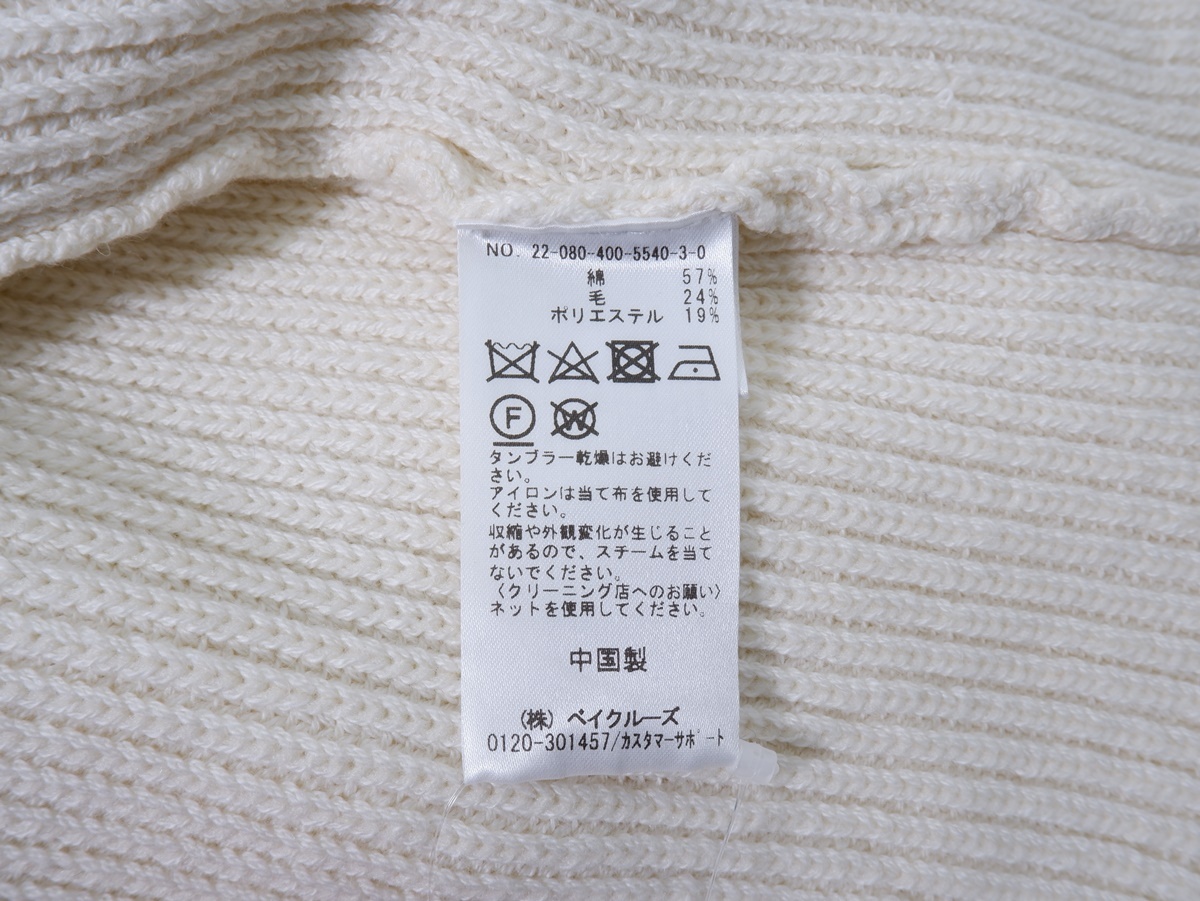 NO. 22-080-400-5540-3-0
綿 57%
毛 24%
ポリエステル 19%
F
W
タンブラー乾燥はお避けくだ
さい。
アイロンは当て布を使用して
ください。
収縮や外観変化が生じること
があるので、スチームを当て
ないでください。
〈クリーニング店へのお願い〉
ネットを使用してください。
中国製
(株) ベイクルーズ
0120-301457/カスタマーサポート